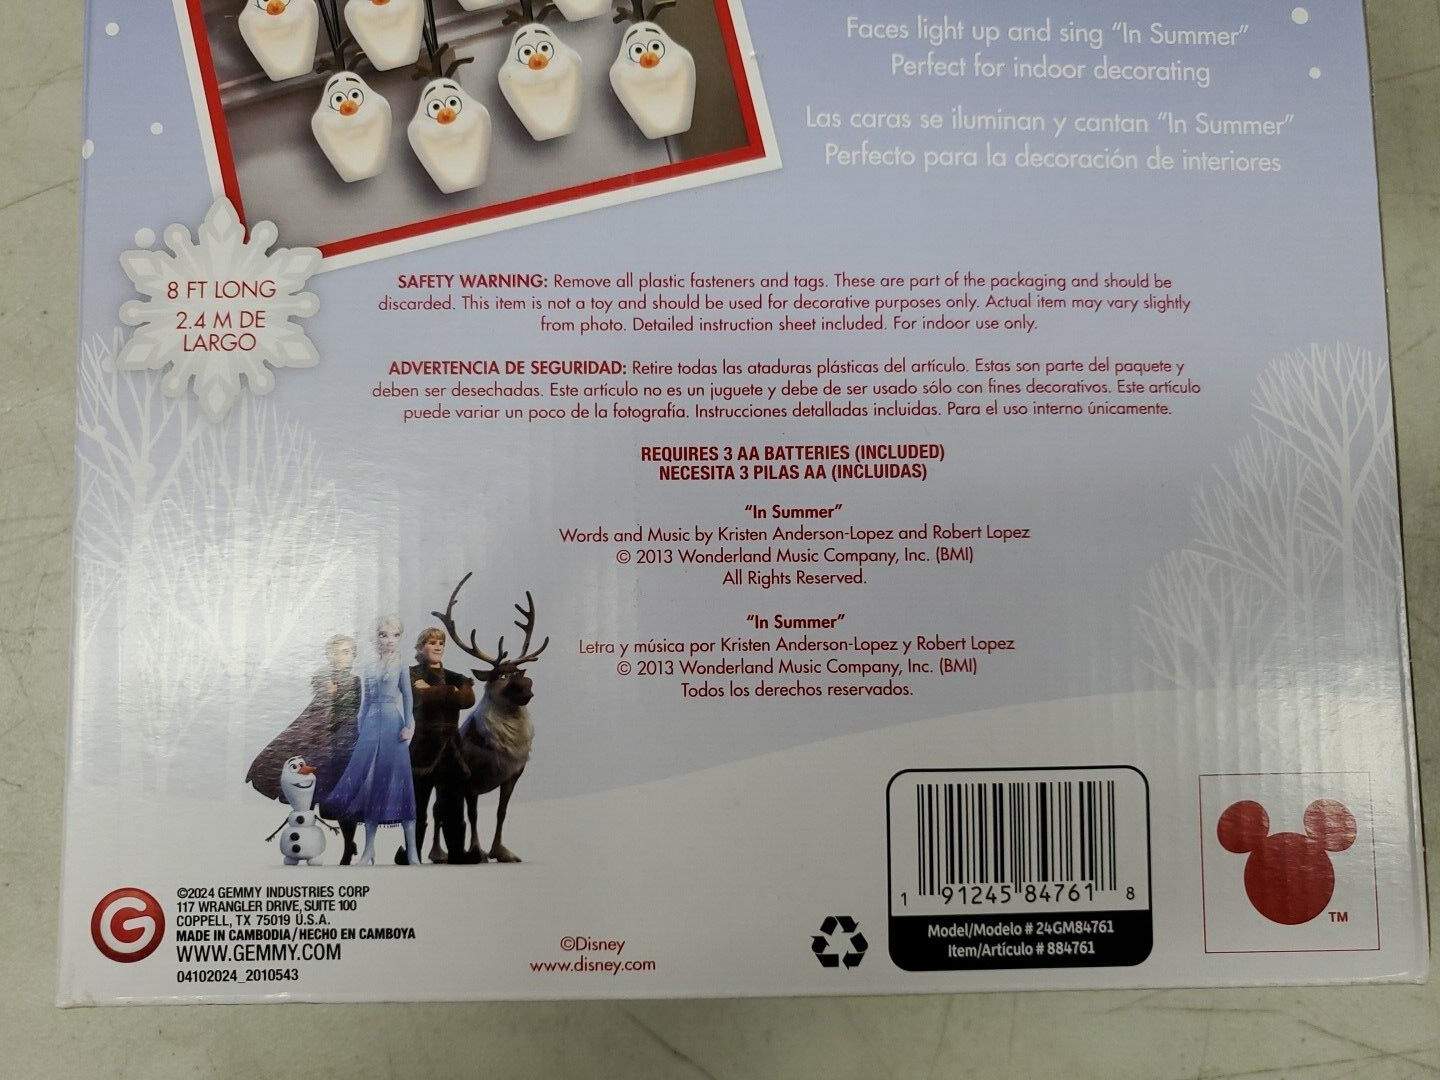 Faces light up and sing "In Summer"
Perfect for indoor decorating
Las caras se iluminan y cantan "In Summer"
Perfecto para la decoración de interiores
8 FT LONG
2.4 M DE
LARGO
SAFETY WARNING: Remove all plastic fasteners and tags. These are part of the packaging and should be
discarded. This item is not a toy and should be used for decorative purposes only. Actual item may vary slightly
from photo. Detailed instruction sheet included. For indoor use only.
ADVERTENCIA DE SEGURIDAD: Retire todas las ataduras plásticas del artículo. Estas son parte del paquete y
deben ser desechadas. Este artículo no es un juguete y debe de ser usado sólo con fines decorativos. Este artículo
puede variar un poco de la fotografía. Instrucciones detalladas incluidas. Para el uso interno únicamente.
REQUIRES 3 AA BATTERIES (INCLUDED)
NECESITA 3 PILAS AA (INCLUIDAS)
"In Summer"
Words and Music by Kristen Anderson-Lopez and Robert Lopez
© 2013 Wonderland Music Company, Inc. (BMI)
All Rights Reserved.
"In Summer"
Letra y música por Kristen Anderson-Lopez y Robert Lopez
© 2013 Wonderland Music Company, Inc. (BMI)
Todos los derechos reservados.
G
©2024 GEMMY INDUSTRIES CORP
117 WRANGLER DRIVE, SUITE 100
COPPELL, TX 75019 U.S.A.
MADE IN CAMBODIA/HECHO EN CAMBOYA
WWW.GEMMY.COM
04102024_2010543
©Disney
www.disney.com
1 91245 84761 8
Model/Modelo # 24GM84761
Item/Artículo # 884761
TM